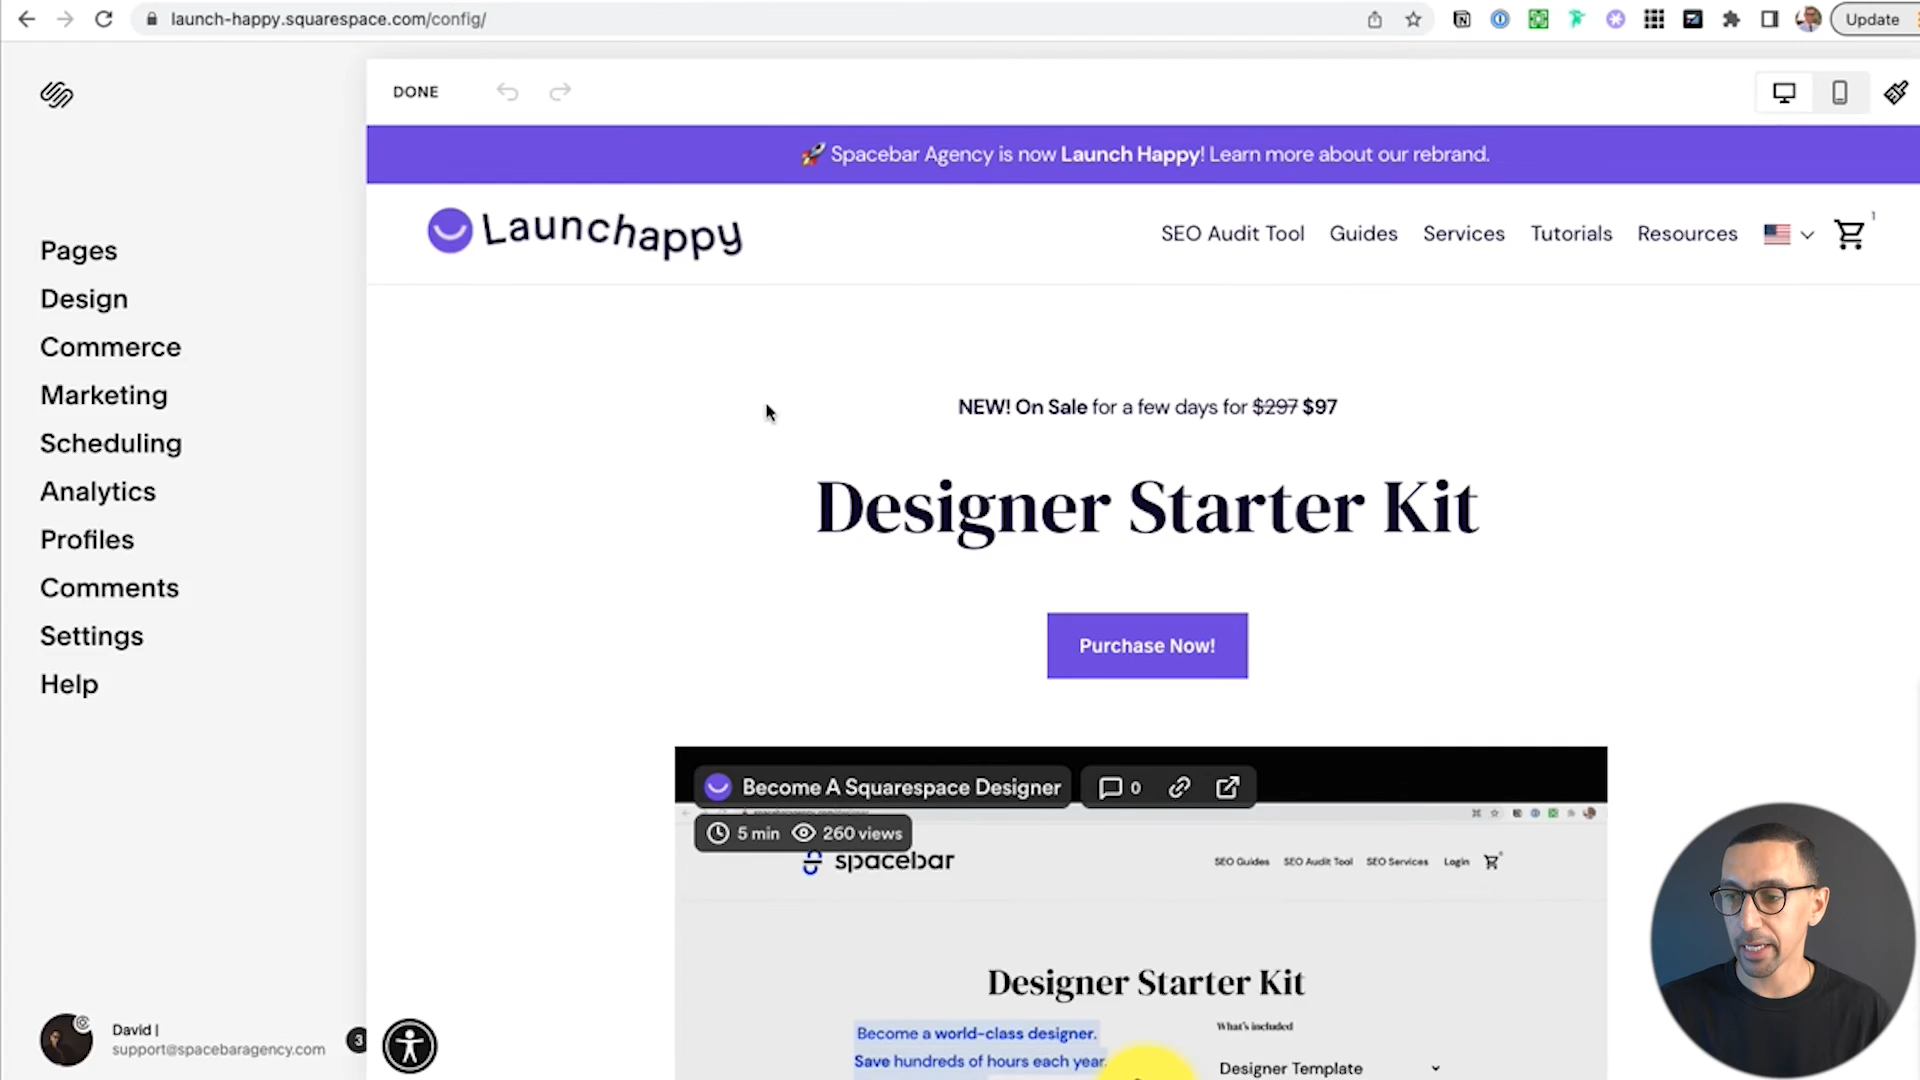 launch-happy.squarespace.com/config/
Update
DONE
🚀 Spacebar Agency is now Launch Happy! Learn more about our rebrand.
Launchappy
SEO Audit Tool
Guides
Services
Tutorials
Resources
1
Pages
Design
Commerce
Marketing
Scheduling
Analytics
Profiles
Comments
Settings
Help
NEW! On Sale for a few days for $297 $97
Designer Starter Kit
Purchase Now!
Become A Squarespace Designer
0
5 min
260 views
spacebar
SEO Guides
SEO Audit Tool
SEO Services
Login
Designer Starter Kit
Become a world-class designer.
Save hundreds of hours each year.
What's included
Designer Template
David |
support@spacebaragency.com
3